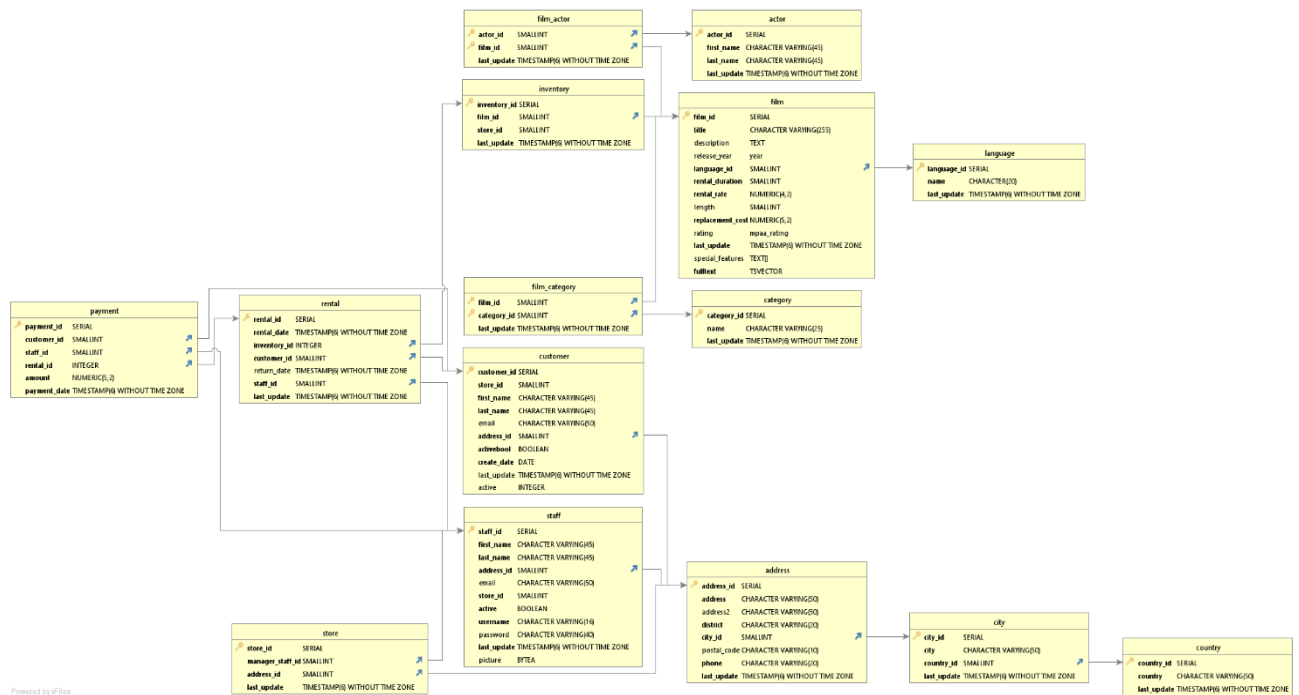 film_actor
actor_id SMALLINT
film_id SMALLINT
last_update TIMESTAMP(6) WITHOUT TIME ZONE
actor
actor_id SERIAL
first_name CHARACTER VARYING(45)
last_name CHARACTER VARYING(45)
last_update TIMESTAMP(6) WITHOUT TIME ZONE
inventory
inventory_id SERIAL
film_id SMALLINT
store_id SMALLINT
last_update TIMESTAMP(6) WITHOUT TIME ZONE
film
film_id SERIAL
title CHARACTER VARYING(255)
description TEXT
release_year year
language_id SMALLINT
rental_duration SMALLINT
rental_rate NUMERIC(4,2)
length SMALLINT
replacement_cost NUMERIC(5,2)
rating mpaa_rating
last_update TIMESTAMP(6) WITHOUT TIME ZONE
special_features TEXT[]
fulltext TSVECTOR
language
language_id SERIAL
name CHARACTER(20)
last_update TIMESTAMP(6) WITHOUT TIME ZONE
film_category
film_id SMALLINT
category_id SMALLINT
last_update TIMESTAMP(6) WITHOUT TIME ZONE
category
category_id SERIAL
name CHARACTER VARYING(25)
last_update TIMESTAMP(6) WITHOUT TIME ZONE
payment
payment_id SERIAL
customer_id SMALLINT
staff_id SMALLINT
rental_id INTEGER
amount NUMERIC(5,2)
payment_date TIMESTAMP(6) WITHOUT TIME ZONE
rental
rental_id SERIAL
rental_date TIMESTAMP(6) WITHOUT TIME ZONE
inventory_id INTEGER
customer_id SMALLINT
return_date TIMESTAMP(6) WITHOUT TIME ZONE
staff_id SMALLINT
last_update TIMESTAMP(6) WITHOUT TIME ZONE
customer
customer_id SERIAL
store_id SMALLINT
first_name CHARACTER VARYING(45)
last_name CHARACTER VARYING(45)
email CHARACTER VARYING(50)
address_id SMALLINT
activebool BOOLEAN
create_date DATE
last_update TIMESTAMP(6) WITHOUT TIME ZONE
active INTEGER
staff
staff_id SERIAL
first_name CHARACTER VARYING(45)
last_name CHARACTER VARYING(45)
address_id SMALLINT
email CHARACTER VARYING(50)
store_id SMALLINT
active BOOLEAN
username CHARACTER VARYING(16)
password CHARACTER VARYING(40)
last_update TIMESTAMP(6) WITHOUT TIME ZONE
picture BYTEA
store
store_id SERIAL
manager_staff_id SMALLINT
address_id SMALLINT
last_update TIMESTAMP(6) WITHOUT TIME ZONE
address
address_id SERIAL
address CHARACTER VARYING(50)
address2 CHARACTER VARYING(50)
district CHARACTER VARYING(20)
city_id SMALLINT
postal_code CHARACTER VARYING(10)
phone CHARACTER VARYING(20)
last_update TIMESTAMP(6) WITHOUT TIME ZONE
city
city_id SERIAL
city CHARACTER VARYING(50)
country_id SMALLINT
last_update TIMESTAMP(6) WITHOUT TIME ZONE
country
country_id SERIAL
country CHARACTER VARYING(50)
last_update TIMESTAMP(6) WITHOUT TIME ZONE
Powered by yFiles